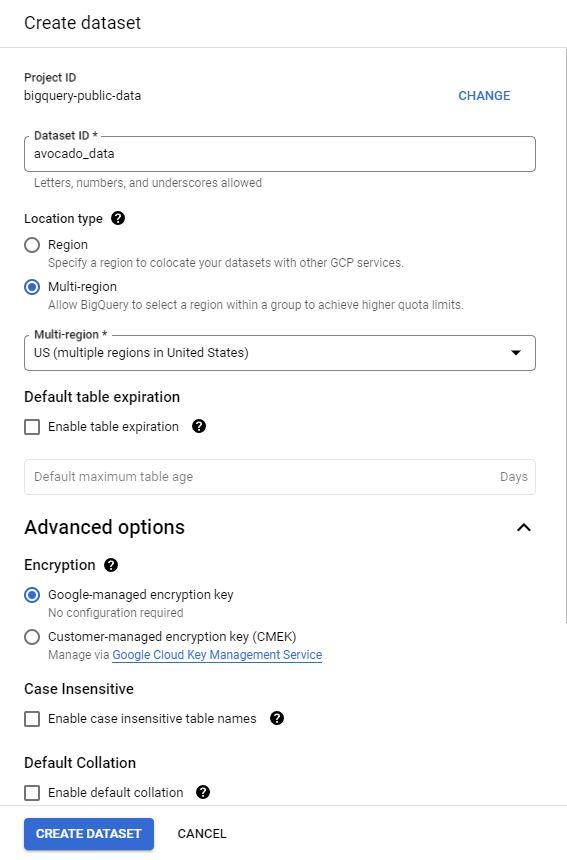 Create dataset
Project ID
bigquery-public-data
CHANGE
Dataset ID *
avocado_data
Letters, numbers, and underscores allowed
Location type ?
Region
Specify a region to colocate your datasets with other GCP services.
Multi-region
Allow BigQuery to select a region within a group to achieve higher quota limits.
Multi-region *
US (multiple regions in United States)
Default table expiration
Enable table expiration ?
Default maximum table age Days
Advanced options
Encryption ?
Google-managed encryption key
No configuration required
Customer-managed encryption key (CMEK)
Manage via Google Cloud Key Management Service
Case Insensitive
Enable case insensitive table names ?
Default Collation
Enable default collation ?
CREATE DATASET CANCEL